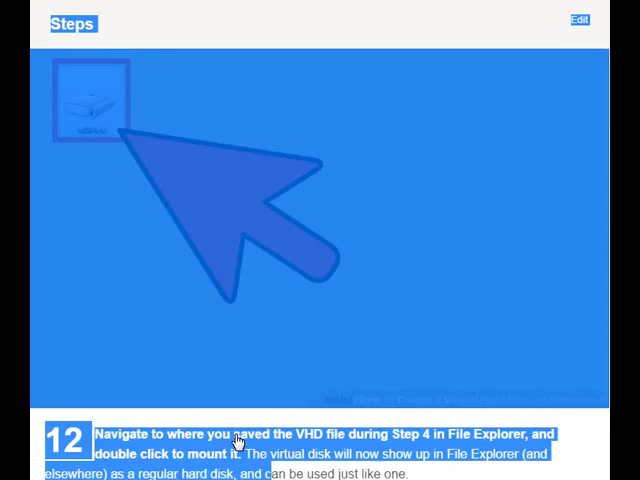 Steps
Edit
12
Navigate to where you saved the VHD file during Step 4 in File Explorer, and
double click to mount it. The virtual disk will now show up in File Explorer (and
elsewhere) as a regular hard disk, and can be used just like one.